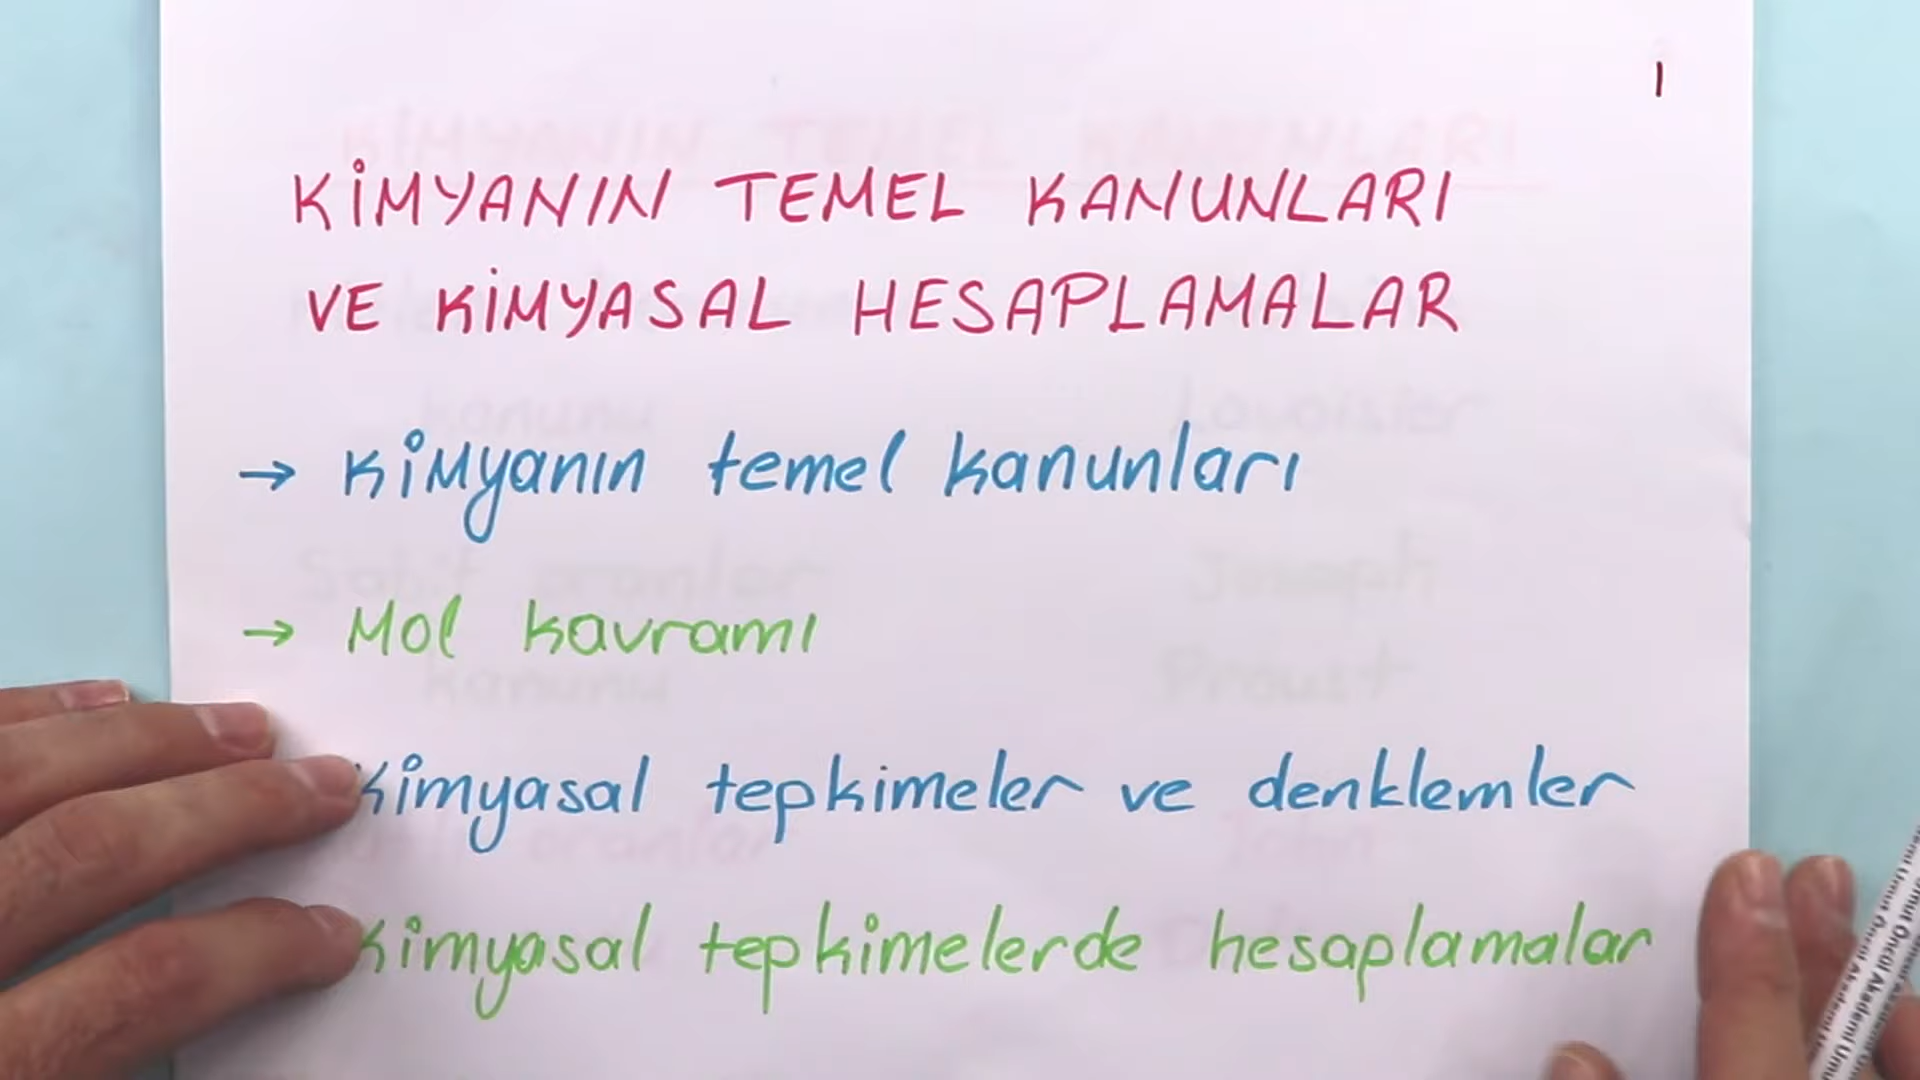 1
KİMYANIN TEMEL KANUNLARI
VE KİMYASAL HESAPLAMALAR
→ Kimyanın temel kanunları
→ Mol kavramı
Kimyasal tepkimeler ve denklemler
Kimyasal tepkimelerde hesaplamalar